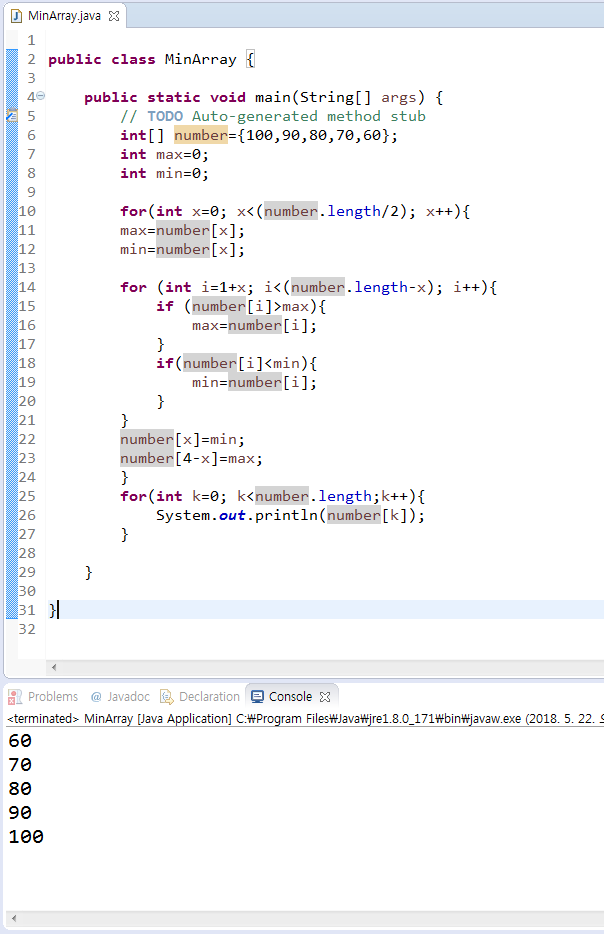 MinArray.java
1
2 public class MinArray {
3
4 public static void main(String[] args) {
5 // TODO Auto-generated method stub
6 int[] number={100,90,80,70,60};
7 int max=0;
8 int min=0;
9
10 for(int x=0; x<(number.length/2); x++){
11 max=number[x];
12 min=number[x];
13
14 for (int i=1+x; i<(number.length-x); i++){
15 if (number[i]>max){
16 max=number[i];
17 }
18 if(number[i]<min){
19 min=number[i];
20 }
21 }
22 number[x]=min;
23 number[4-x]=max;
24 }
25 for(int k=0; k<number.length;k++){
26 System.out.println(number[k]);
27 }
28
29 }
30
31 }
32
Problems @ Javadoc Declaration Console
<terminated> MinArray [Java Application] C:₩Program Files₩Java₩jre1.8.0_171₩bin₩javaw.exe (2018. 5. 22.
60
70
80
90
100